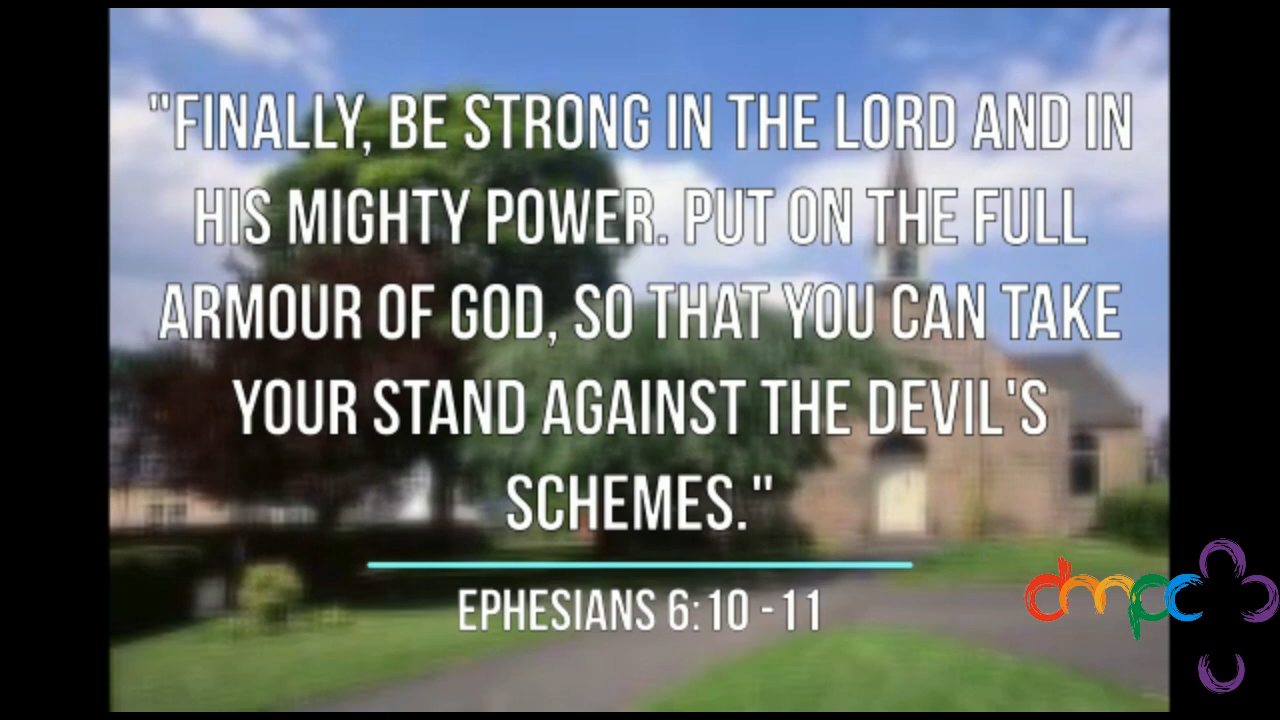 "FINALLY, BE STRONG IN THE LORD AND IN
HIS MIGHTY POWER. PUT ON THE FULL
ARMOUR OF GOD, SO THAT YOU CAN TAKE
YOUR STAND AGAINST THE DEVIL'S
SCHEMES."
EPHESIANS 6:10 -11
dmpc